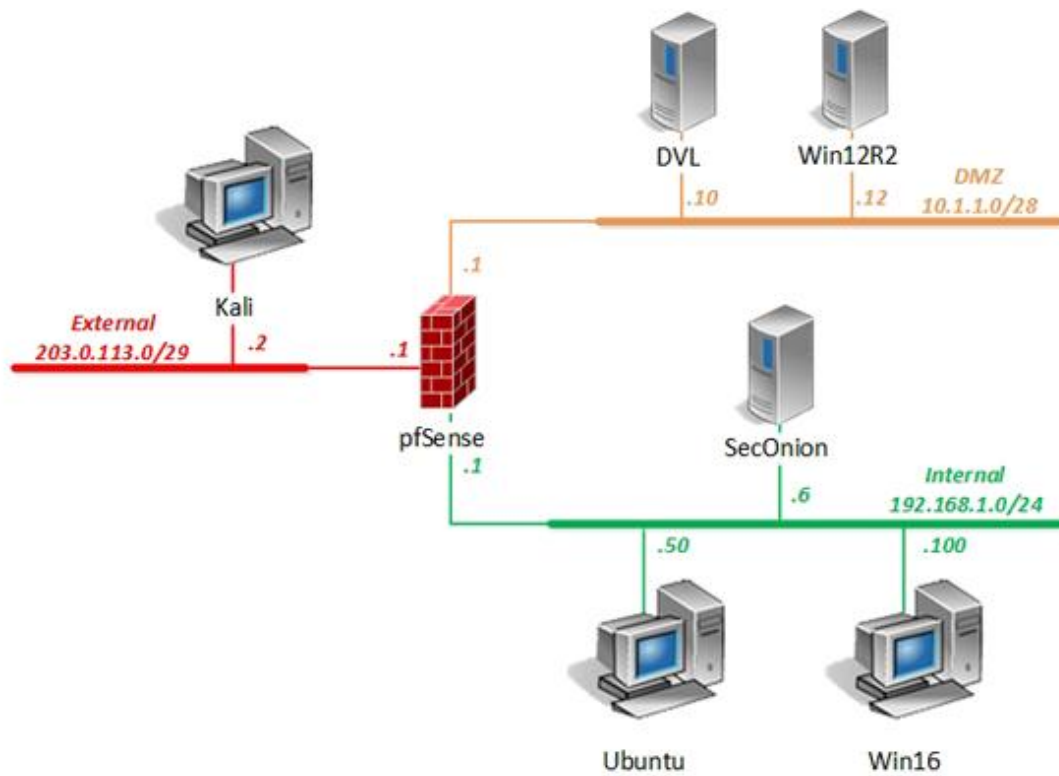 DVL
Win12R2
.10
.12
DMZ
10.1.1.0/28
.1
Kali
External
203.0.113.0/29
.2
.1
pfSense
.1
SecOnion
.6
Internal
192.168.1.0/24
.50
.100
Ubuntu
Win16